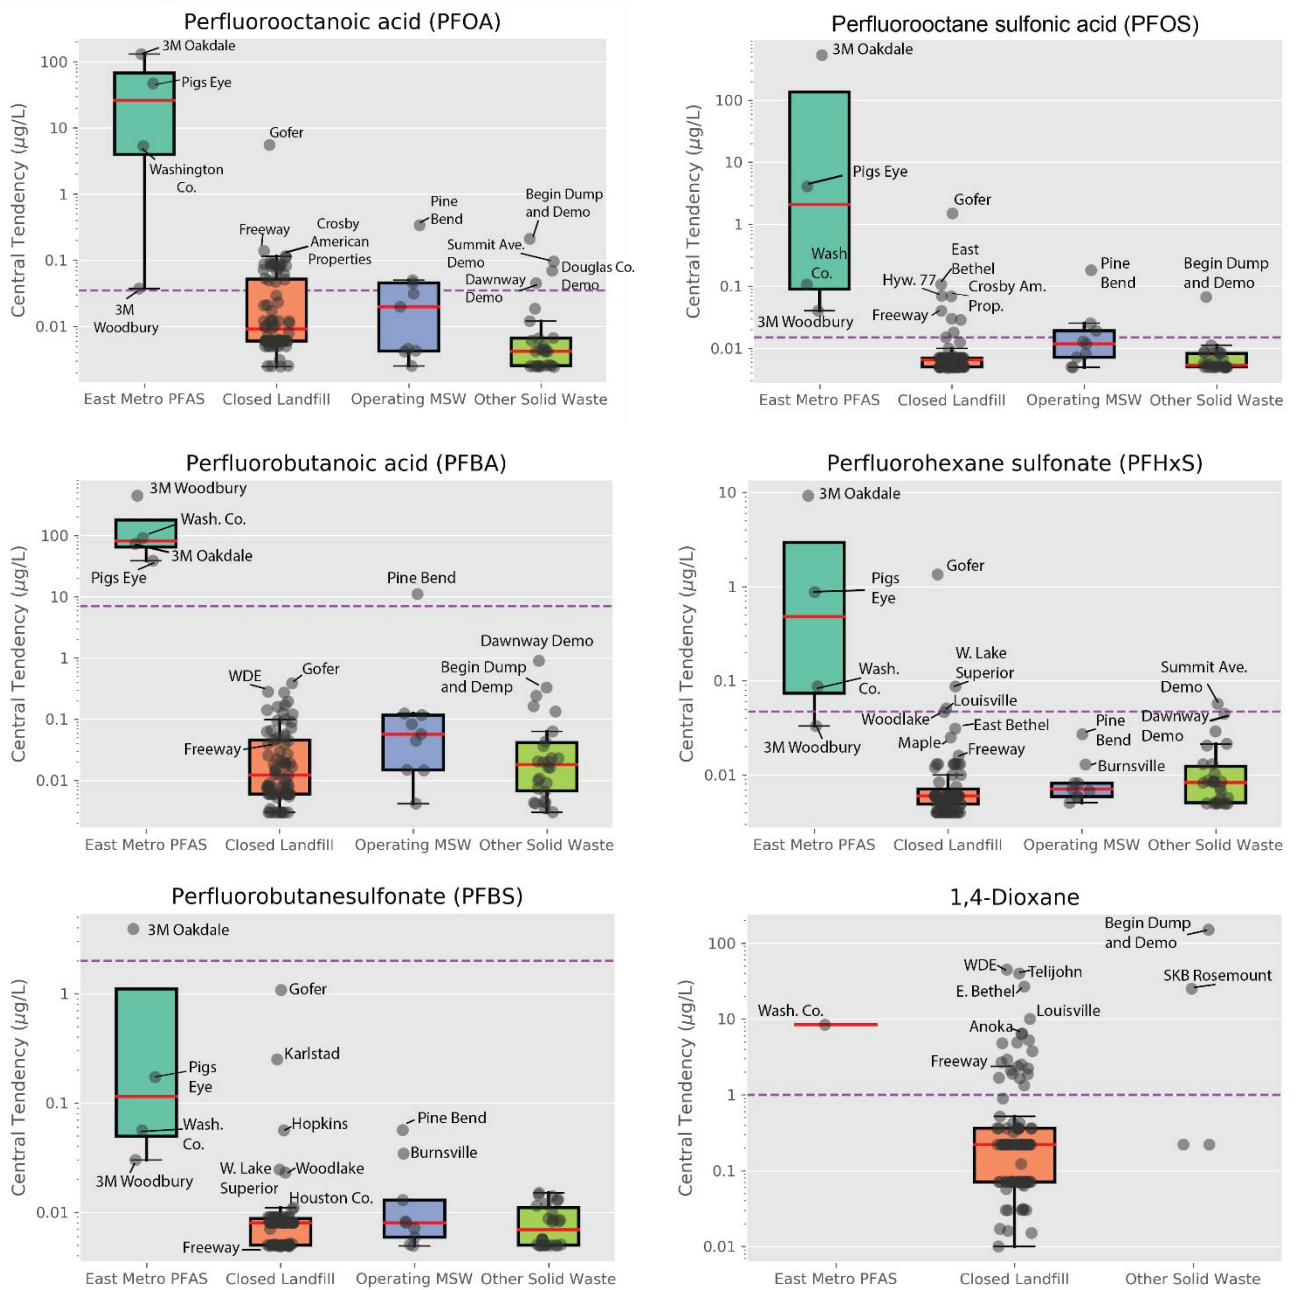 Perfluorooctanoic acid (PFOA)
Central Tendency (µg/L)
100
10
1
0.1
0.01
3M Oakdale
Pigs Eye
Washington
Co.
3M
Woodbury
Gofer
Freeway
Crosby
American
Properties
Pine
Bend
Begin Dump
and Demo
Summit Ave.
Demo
Douglas Co.
Demo
Dawnway
Demo
East Metro PFAS
Closed Landfill
Operating MSW
Other Solid Waste
Perfluorooctane sulfonic acid (PFOS)
Central Tendency (µg/L)
100
10
1
0.1
0.01
3M Oakdale
Pigs Eye
Wash
Co.
3M Woodbury
Gofer
East
Bethel
Hyw. 77
Crosby Am.
Prop.
Freeway
Pine
Bend
Begin Dump
and Demo
East Metro PFAS
Closed Landfill
Operating MSW
Other Solid Waste
Perfluorobutanoic acid (PFBA)
Central Tendency (µg/L)
100
10
1
0.1
0.01
3M Woodbury
Wash. Co.
3M Oakdale
Pigs Eye
WDE
Gofer
Freeway
Pine Bend
Dawnway Demo
Begin Dump
and Demp
East Metro PFAS
Closed Landfill
Operating MSW
Other Solid Waste
Perfluorohexane sulfonate (PFHxS)
Central Tendency (µg/L)
10
1
0.1
0.01
3M Oakdale
Pigs
Eye
Wash.
Co.
3M Woodbury
Gofer
W. Lake
Superior
Louisville
Woodlake
East Bethel
Maple
Freeway
Pine
Bend
Burnsville
Summit Ave.
Demo
Dawnway
Demo
East Metro PFAS
Closed Landfill
Operating MSW
Other Solid Waste
Perfluorobutanesulfonate (PFBS)
Central Tendency (µg/L)
1
0.1
0.01
3M Oakdale
Pigs
Eye
Wash.
Co.
3M Woodbury
Gofer
Karlstad
Hopkins
W. Lake
Superior
Woodlake
Houston Co.
Freeway
Pine Bend
Burnsville
East Metro PFAS
Closed Landfill
Operating MSW
Other Solid Waste
1,4-Dioxane
Central Tendency (µg/L)
100
10
1
0.1
0.01
Wash. Co.
WDE
Telijohn
E. Bethel
Louisville
Anoka
Freeway
Begin Dump
and Demo
SKB Rosemount
East Metro PFAS
Closed Landfill
Other Solid Waste